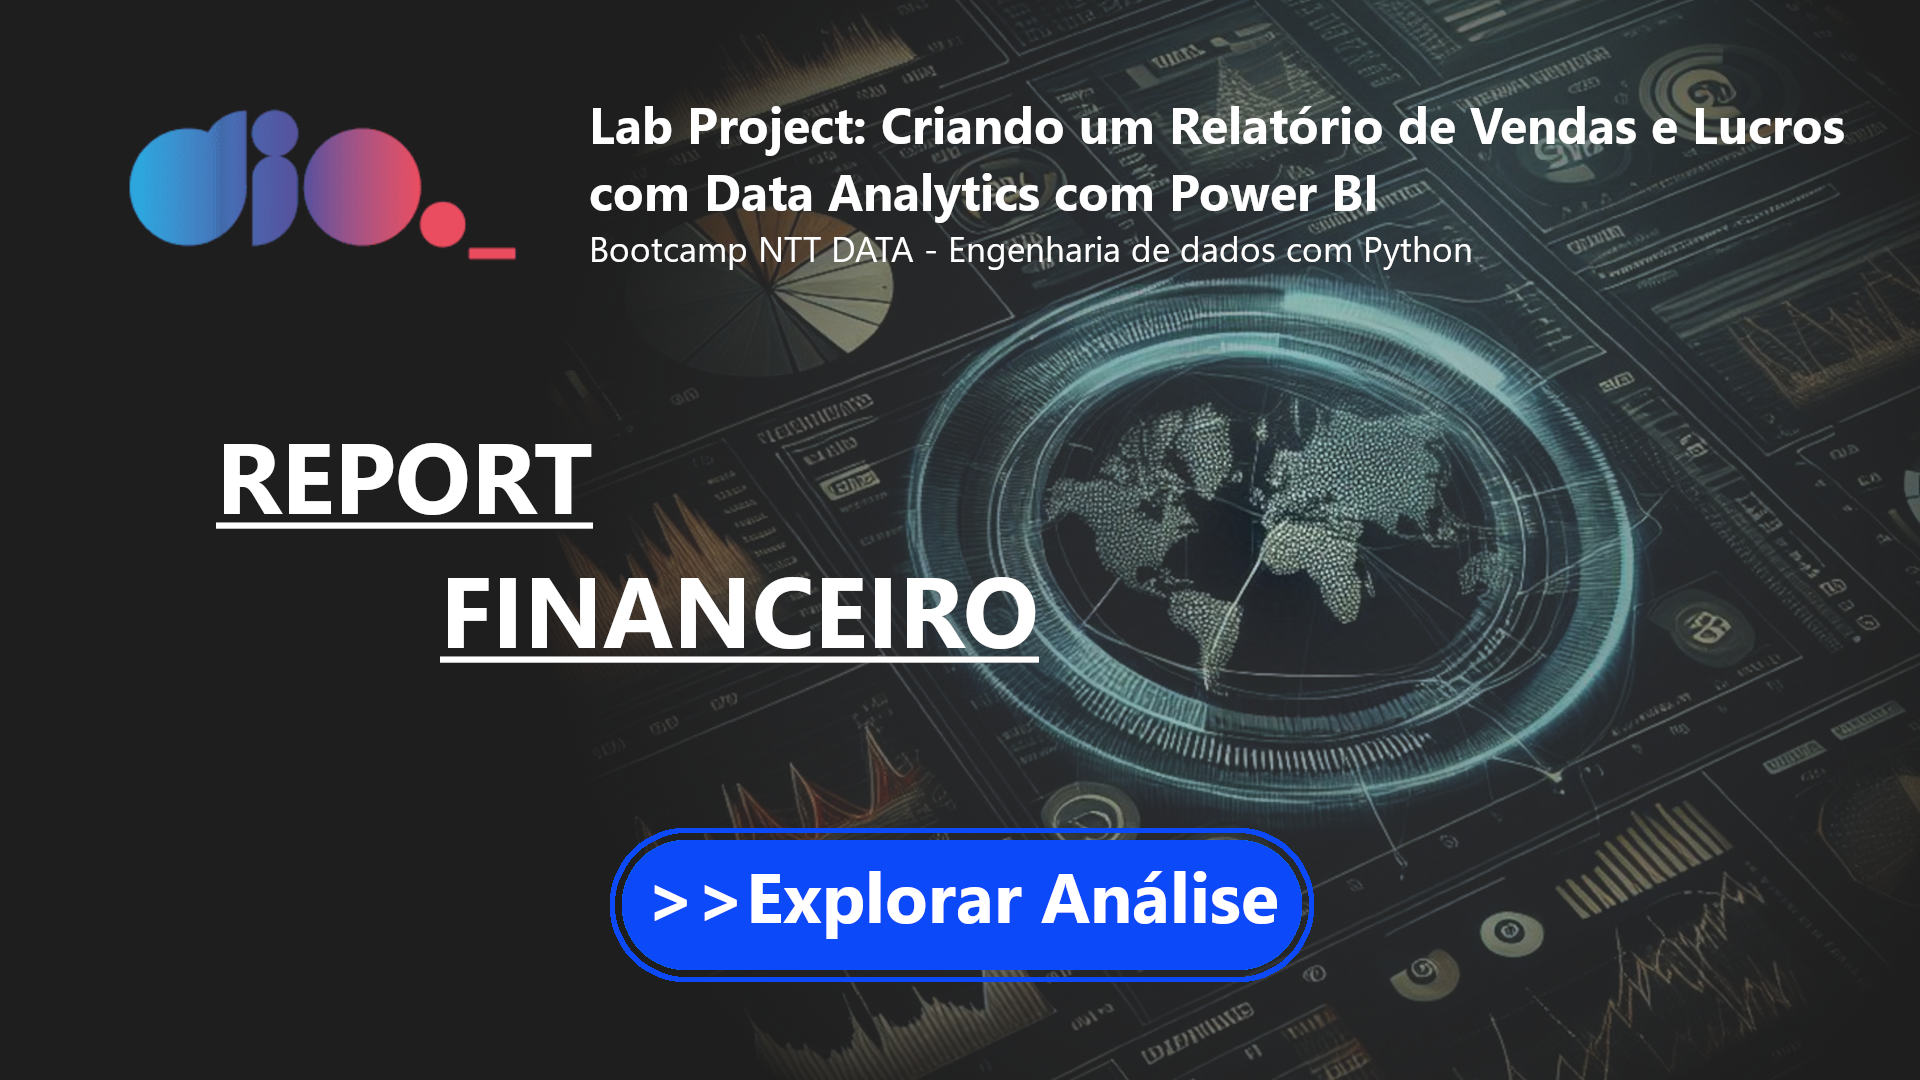 dio._
Lab Project: Criando um Relatório de Vendas e Lucros
com Data Analytics com Power BI
Bootcamp NTT DATA - Engenharia de dados com Python
REPORT
FINANCEIRO
>>Explorar Análise